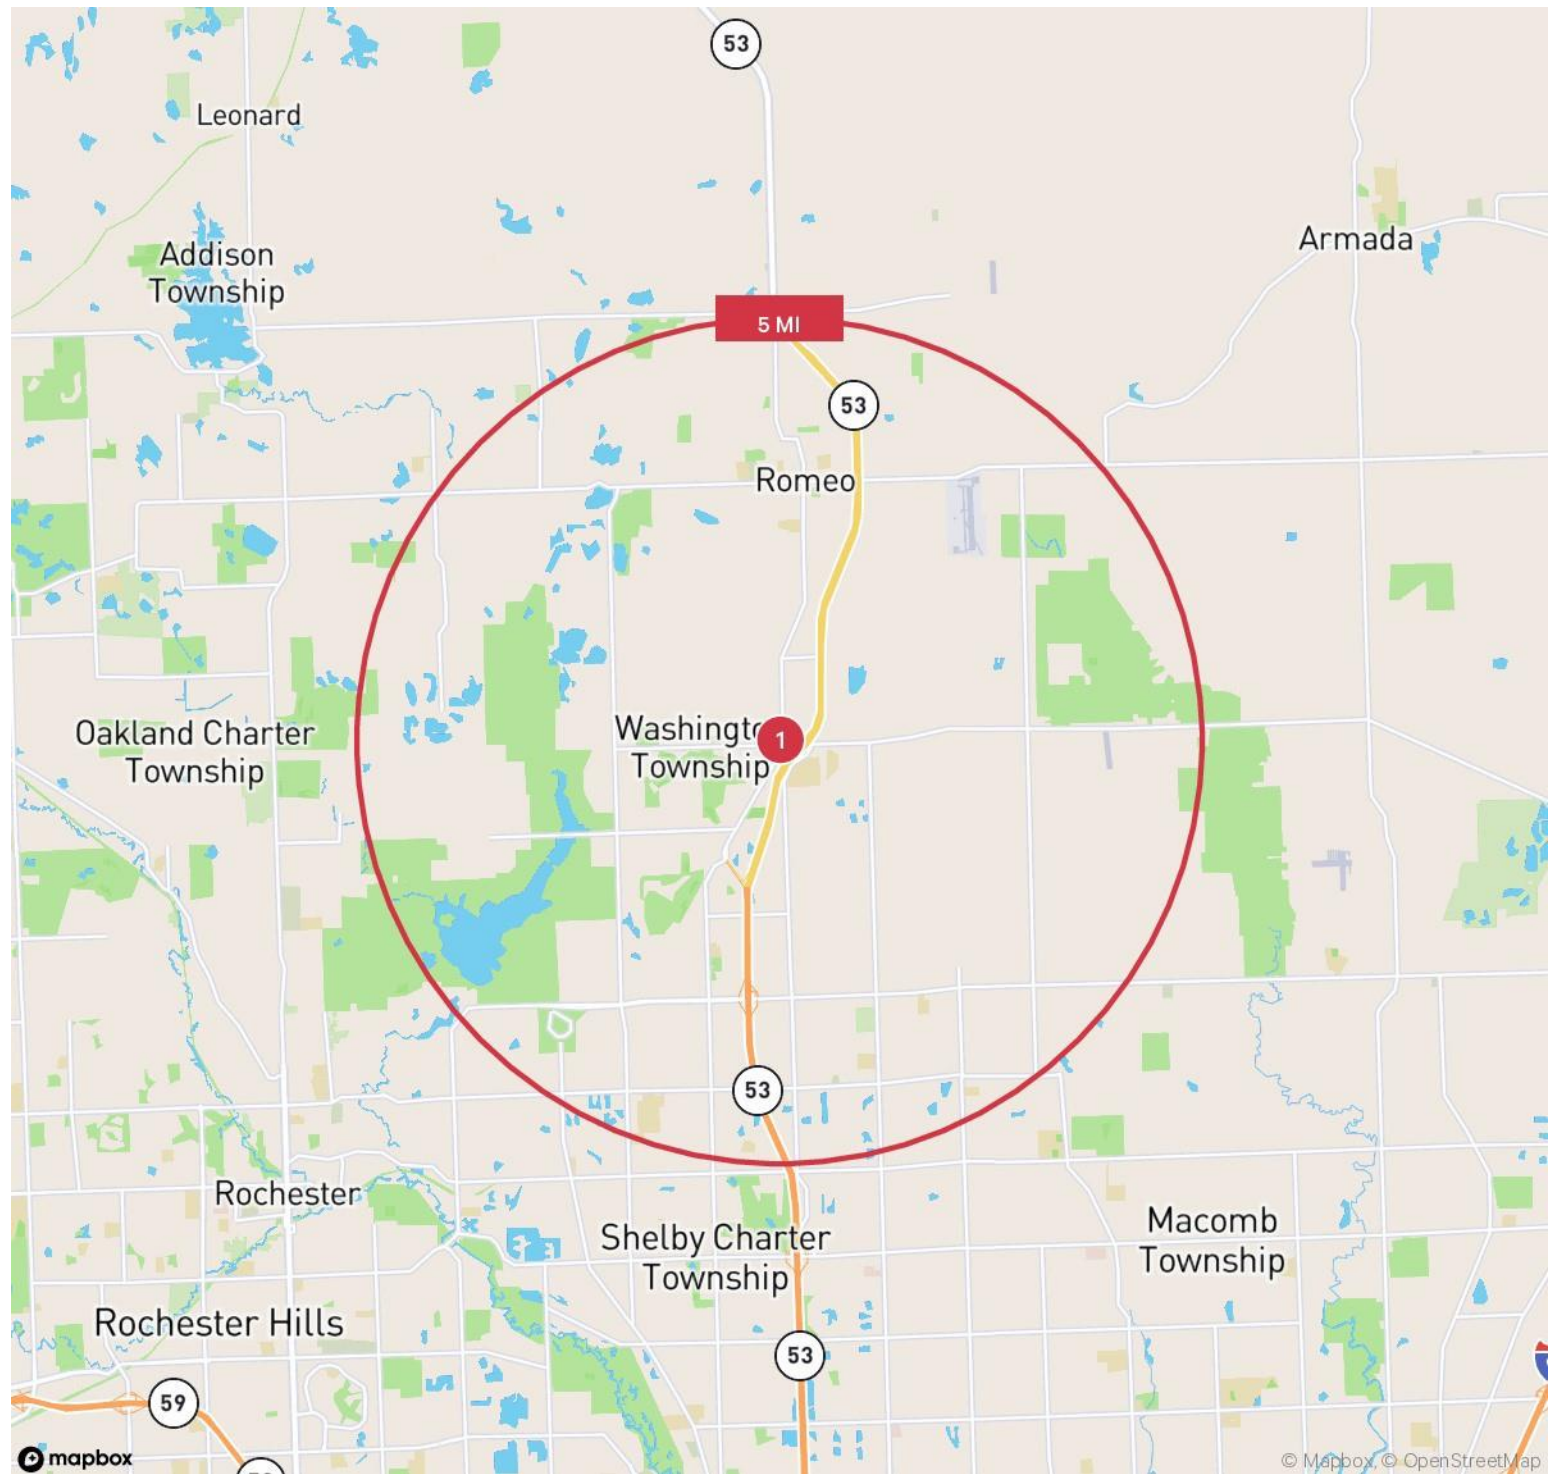 53
Leonard
Addison
Township
Armada
5 MI
53
Romeo
Oakland Charter
Township
Washingt
Township
1
53
Rochester
Shelby Charter
Township
Macomb
Township
Rochester Hills
53
59
mapbox
© Mapbox, © OpenStreetMap